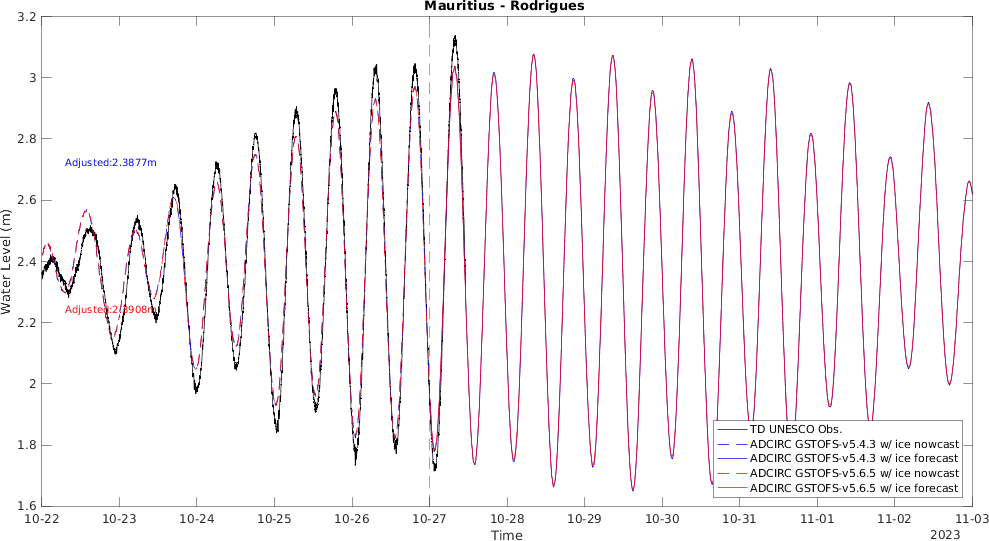 Mauritius - Rodrigues
3.2
3
2.8
2.6
2.4
2.2
2
1.8
1.6
Water Level (m)
Adjusted:2.3877m
Adjusted:2.3908m
TD UNESCO Obs.
ADCIRC GSTOFS-v5.4.3 w/ ice nowcast
ADCIRC GSTOFS-v5.4.3 w/ ice forecast
ADCIRC GSTOFS-v5.6.5 w/ ice nowcast
ADCIRC GSTOFS-v5.6.5 w/ ice forecast
10-22 10-23 10-24 10-25 10-26 10-27 10-28 10-29 10-30 10-31 11-01 11-02 11-03
Time
2023